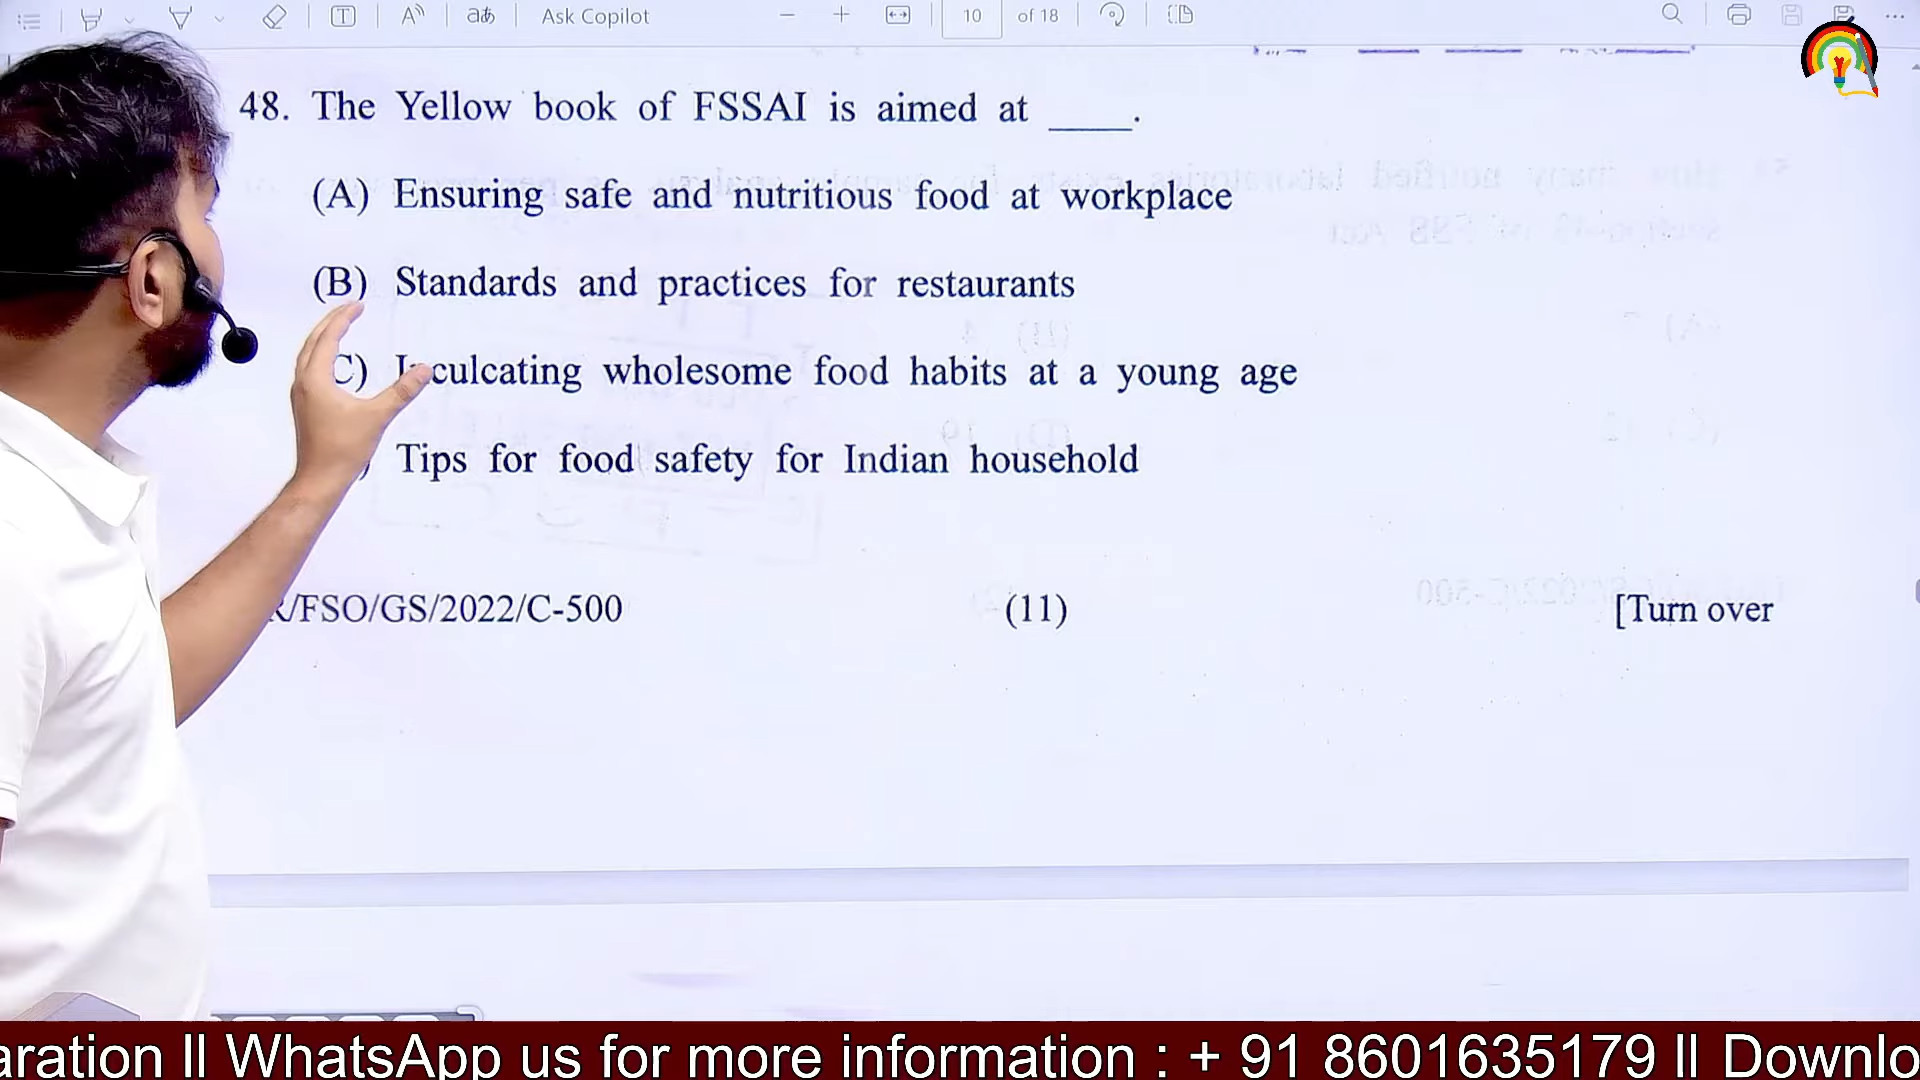 Ask Copilot
10 of 18
48. The Yellow book of FSSAI is aimed at ____.
(A) Ensuring safe and nutritious food at workplace
(B) Standards and practices for restaurants
C) Inculcating wholesome food habits at a young age
) Tips for food safety for Indian household
/FSO/GS/2022/C-500 (11) [Turn over
aration ll WhatsApp us for more information : + 91 8601635179 ll Downlo